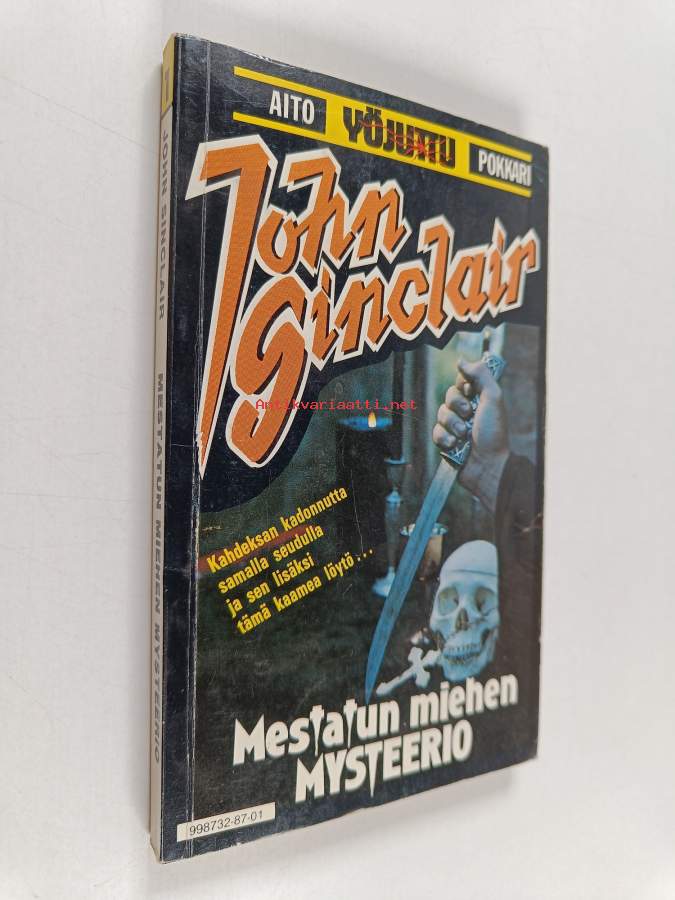 AITO YÖJUTTU POKKARI
John
Sinclair
Antikvariaatti.net
Kahdeksan kadonnutta
samalla seudulla
ja sen lisäksi
tämä kaamea löytö...
Mestatun miehen
MYSTEERIO
998732-87-01
JOHN SINCLAIR MESTATUN MIEHEN MYSTEERIO